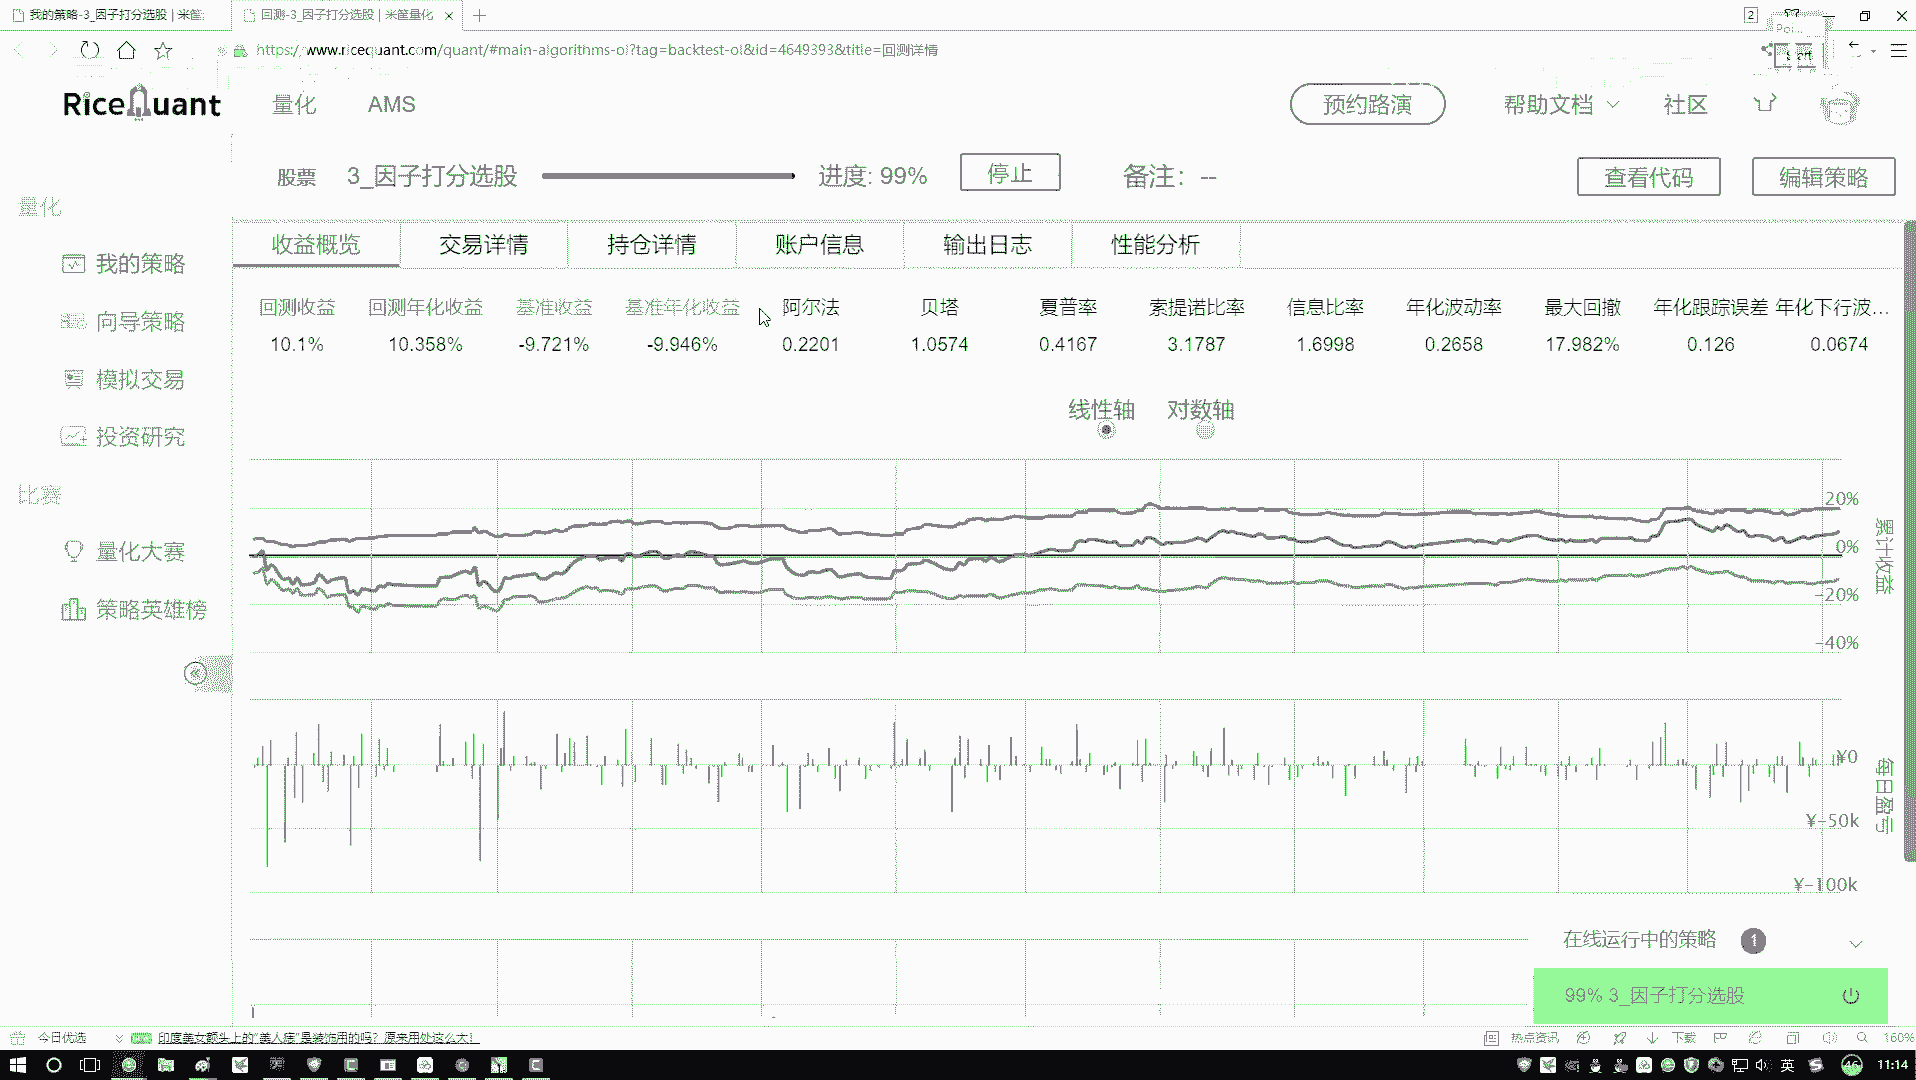 我的策略-3_因子打分选股 | 米筐
回测-3_因子打分选股 | 米筐量化
2
https://www.ricequant.com/quant/#main-algorithms-ol?tag=backtest-ol&id=4649393&title=回测详情
RiceQuant 量化 AMS 预约路演 帮助文档 社区
股票 3_因子打分选股 进度: 99% 停止 备注: -- 查看代码 编辑策略
量化
我的策略
向导策略
模拟交易
投资研究
比赛
量化大赛
策略英雄榜
收益概览 交易详情 持仓详情 账户信息 输出日志 性能分析
回测收益 回测年化收益 基准收益 基准年化收益 阿尔法 贝塔 夏普率 索提诺比率 信息比率 年化波动率 最大回撤 年化跟踪误差 年化下行波...
10.1% 10.358% -9.721% -9.946% 0.2201 1.0574 0.4167 3.1787 1.6998 0.2658 17.982% 0.126 0.0674
线性轴 对数轴
20%
0%
-20%
-40%
累计收益
¥0
¥-50k
¥-100k
每日盈亏
在线运行中的策略 1
99% 3_因子打分选股
今日优选 印度美女额头上的“美人痣”是装饰用的吗?原来用处这么大!
热点资讯 下载 160%
英 46 11:14